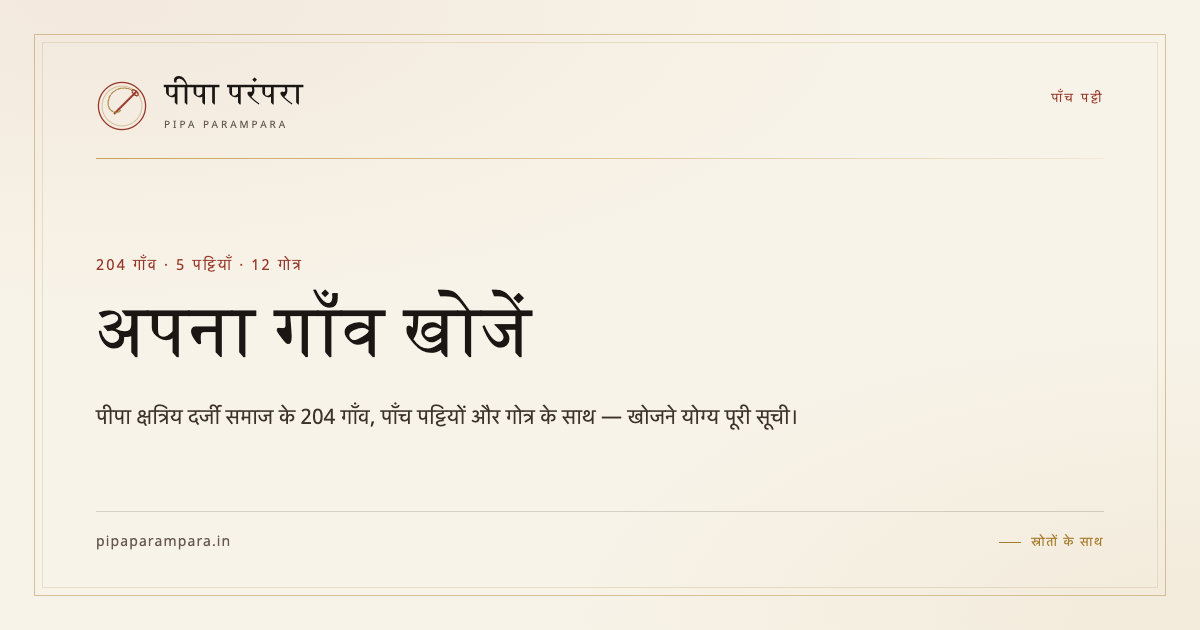 पीपा परंपरा
PIPA PARAMPARA
पाँच पट्टी
204 गाँव · 5 पट्टियाँ · 12 गोत्र
अपना गाँव खोजें
पीपा क्षत्रिय दर्जी समाज के 204 गाँव, पाँच पट्टियों और गोत्र के साथ — खोजने योग्य पूरी सूची।
pipaparampara.in
— स्रोतों के साथ